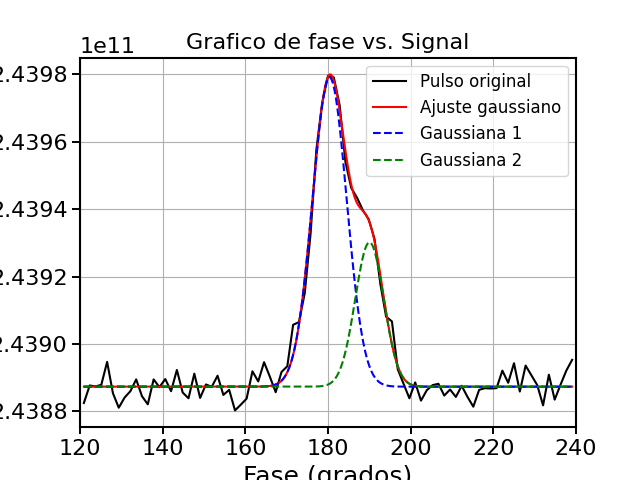 Grafico de fase vs. Signal
1e11
Pulso original
Ajuste gaussiano
Gaussiana 1
Gaussiana 2
.4398
.4396
.4394
.4392
.4390
.4388
120 140 160 180 200 220 240
Fase (grados)